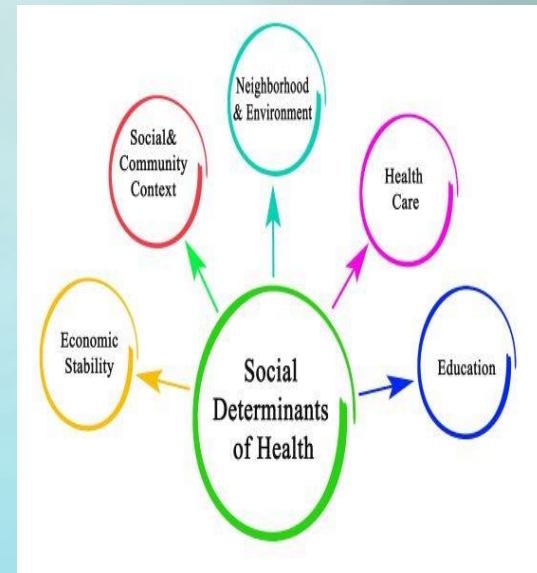 Neighborhood
& Environment
Social&
Community
Context
Health
Care
Economic
Stability
Social
Determinants
of Health
Education